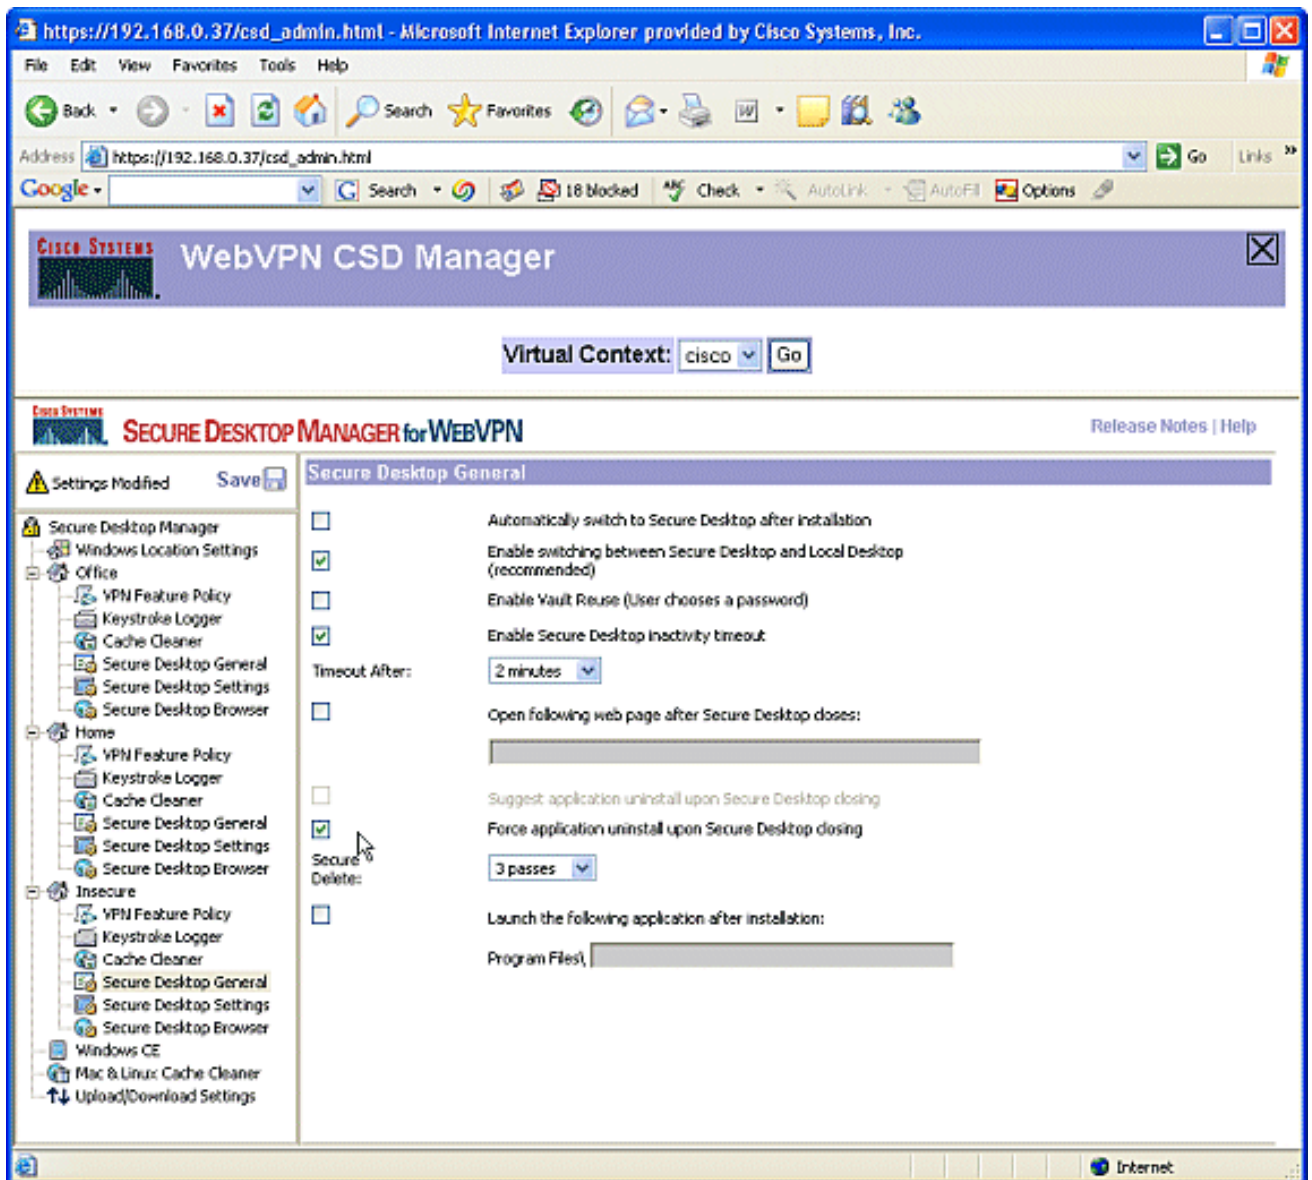 https://192.168.0.37/csd_admin.html - Microsoft Internet Explorer provided by Cisco Systems, Inc.
File Edit View Favorites Tools Help
Back Search Favorites W
Address https://192.168.0.37/csd_admin.html Go Links »
Google G Search 18 blocked ABC Check AutoLink AutoFill Options
CISCO SYSTEMS
WebVPN CSD Manager
Virtual Context: cisco Go
CISCO SYSTEMS
SECURE DESKTOP MANAGER for WEBVPN
Release Notes | Help
Settings Modified Save
Secure Desktop Manager
Windows Location Settings
Office
VPN Feature Policy
Keystroke Logger
Cache Cleaner
Secure Desktop General
Secure Desktop Settings
Secure Desktop Browser
Home
VPN Feature Policy
Keystroke Logger
Cache Cleaner
Secure Desktop General
Secure Desktop Settings
Secure Desktop Browser
Insecure
VPN Feature Policy
Keystroke Logger
Cache Cleaner
Secure Desktop General
Secure Desktop Settings
Secure Desktop Browser
Windows CE
Mac & Linux Cache Cleaner
Upload/Download Settings
Secure Desktop General
Automatically switch to Secure Desktop after installation
Enable switching between Secure Desktop and Local Desktop
(recommended)
Enable Vault Reuse (User chooses a password)
Enable Secure Desktop inactivity timeout
Timeout After: 2 minutes
Open following web page after Secure Desktop closes:
Suggest application uninstall upon Secure Desktop closing
Force application uninstall upon Secure Desktop closing
Secure
Delete: 3 passes
Launch the following application after installation:
Program Files\
Internet